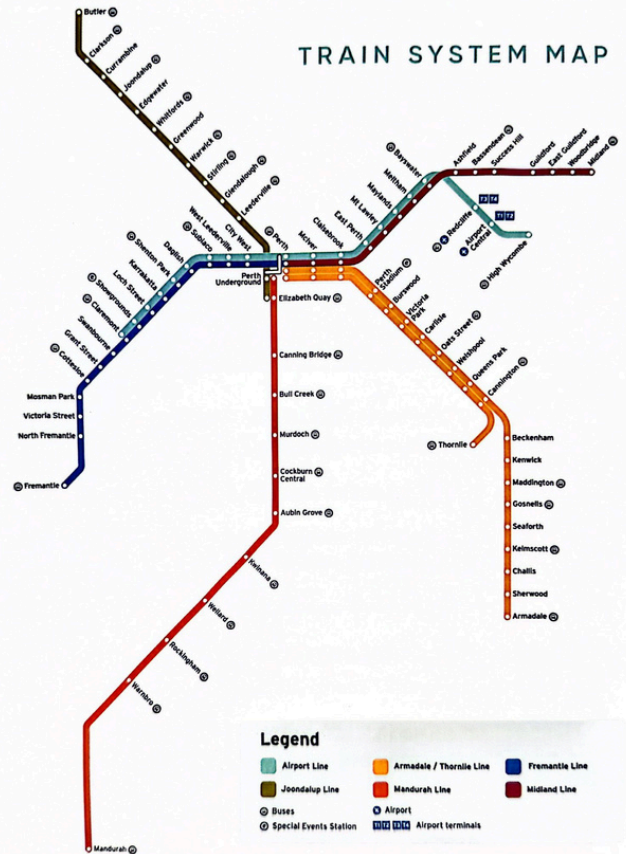 TRAIN SYSTEM MAP
Butler
Clarkson
Currambine
Joondalup
Edgewater
Whitfords
Greenwood
Warwick
Stirling
Glendalough
Leederville
Perth
Perth
Underground
Elizabeth Quay
Canning Bridge
Bull Creek
Murdoch
Cockburn
Central
Aubin Grove
Kwinana
Wellard
Rockingham
Warnbro
Mandurah
City West
West Leederville
Subiaco
Daglish
Shenton Park
Karrakatta
Loch Street
Showgrounds
Claremont
Swanbourne
Grant Street
Cottesloe
Mosman Park
Victoria Street
North Fremantle
Fremantle
McIver
Claisebrook
East Perth
Mt Lawley
Maylands
Meltham
Bayswater
Ashfield
Bassendean
Success Hill
Guildford
East Guildford
Woodbridge
Midland
T3 T4
Redcliffe
T1 T2
Airport
Central
High Wycombe
Perth
Stadium
Burswood
Victoria
Park
Carlisle
Oats Street
Welshpool
Queens Park
Cannington
Thornlie
Beckenham
Kenwick
Maddington
Gosnells
Seaforth
Kelmscott
Challis
Sherwood
Armadale
Legend
Airport Line
Armadale / Thornlie Line
Fremantle Line
Joondalup Line
Mandurah Line
Midland Line
Buses
Airport
Special Events Station
T1 T2 T3 T4 Airport terminals